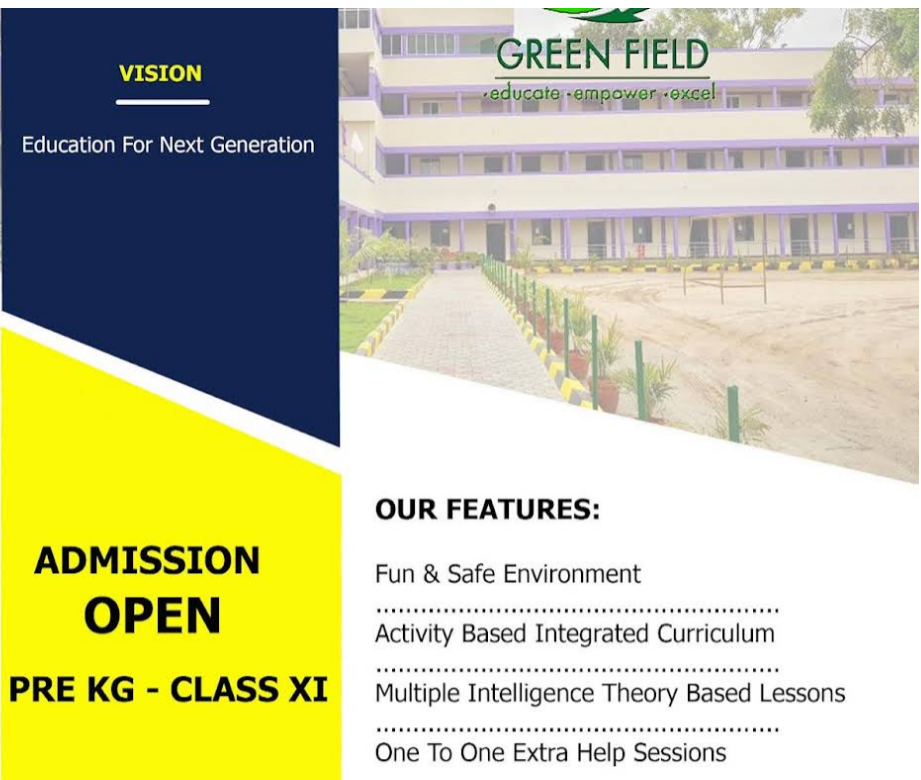 VISION
Education For Next Generation
GREEN FIELD
•educate •empower •excel
ADMISSION
OPEN
PRE KG - CLASS XI
OUR FEATURES:
Fun & Safe Environment
Activity Based Integrated Curriculum
Multiple Intelligence Theory Based Lessons
One To One Extra Help Sessions